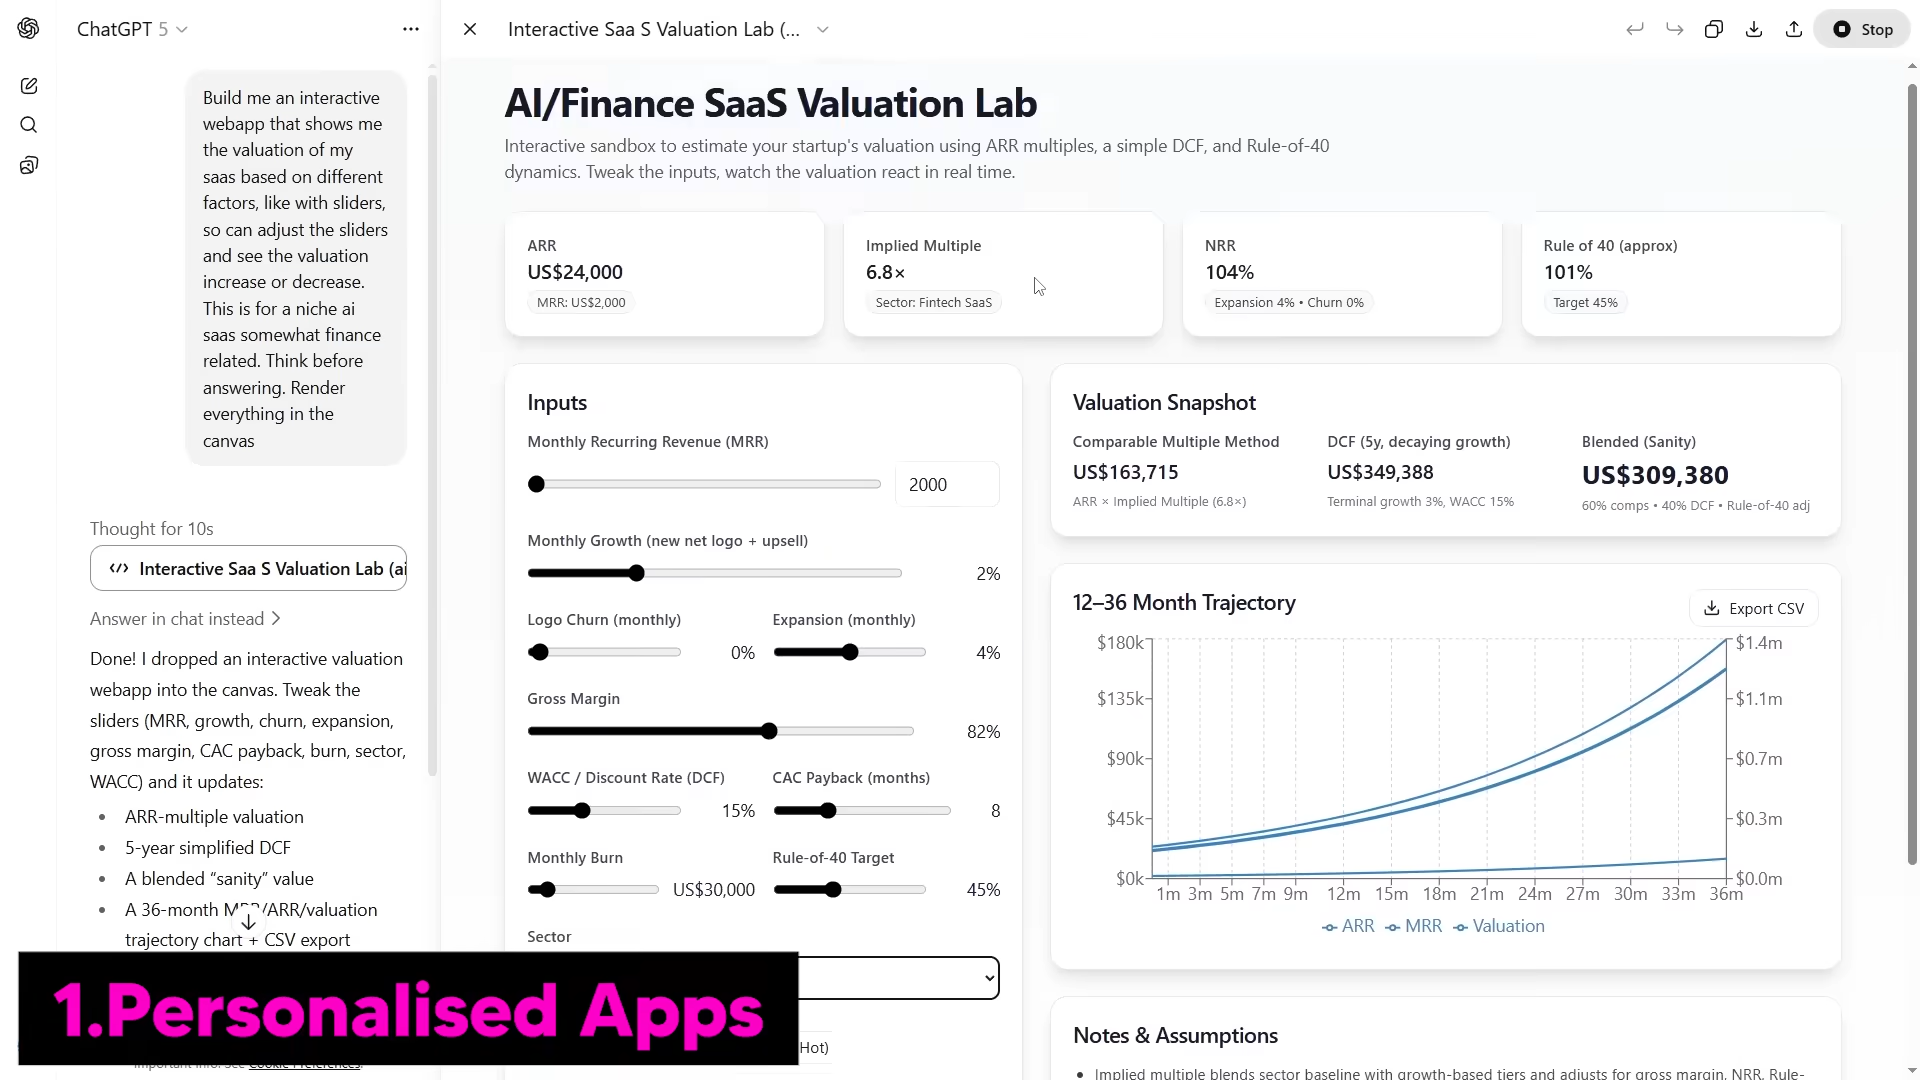 ChatGPT 5
Interactive Saa S Valuation Lab (...
Stop
Build me an interactive
webapp that shows me
the valuation of my
saas based on different
factors, like with sliders,
so can adjust the sliders
and see the valuation
increase or decrease.
This is for a niche ai
saas somewhat finance
related. Think before
answering. Render
everything in the
canvas
Thought for 10s
Interactive Saa S Valuation Lab (ai
Answer in chat instead
Done! I dropped an interactive valuation
webapp into the canvas. Tweak the
sliders (MRR, growth, churn, expansion,
gross margin, CAC payback, burn, sector,
WACC) and it updates:
• ARR-multiple valuation
• 5-year simplified DCF
• A blended “sanity” value
• A 36-month MRR/ARR/valuation
trajectory chart + CSV export
AI/Finance SaaS Valuation Lab
Interactive sandbox to estimate your startup's valuation using ARR multiples, a simple DCF, and Rule-of-40
dynamics. Tweak the inputs, watch the valuation react in real time.
ARR
US$24,000
MRR: US$2,000
Implied Multiple
6.8×
Sector: Fintech SaaS
NRR
104%
Expansion 4% • Churn 0%
Rule of 40 (approx)
101%
Target 45%
Inputs
Monthly Recurring Revenue (MRR)
2000
Monthly Growth (new net logo + upsell)
2%
Logo Churn (monthly)
0%
Expansion (monthly)
4%
Gross Margin
82%
WACC / Discount Rate (DCF)
15%
CAC Payback (months)
8
Monthly Burn
US$30,000
Rule-of-40 Target
45%
Sector
Hot)
Valuation Snapshot
Comparable Multiple Method
US$163,715
ARR × Implied Multiple (6.8×)
DCF (5y, decaying growth)
US$349,388
Terminal growth 3%, WACC 15%
Blended (Sanity)
US$309,380
60% comps • 40% DCF • Rule-of-40 adj
12–36 Month Trajectory
Export CSV
$180k
$135k
$90k
$45k
$0k
$1.4m
$1.1m
$0.7m
$0.3m
$0.0m
1m 3m 5m 7m 9m 12m 15m 18m 21m 24m 27m 30m 33m 36m
ARR MRR Valuation
Notes & Assumptions
• Implied multiple blends sector baseline with growth-based tiers and adjusts for gross margin, NRR, Rule-
1.Personalised Apps
important info. See Cookie Preferences.